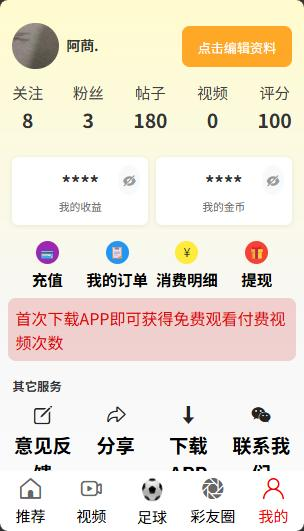 阿茼.
点击编辑资料
关注 粉丝 帖子 视频 评分
8 3 180 0 100
**** ****
我的收益 我的金币
充值 我的订单 消费明细 提现
首次下载APP即可获得免费观看付费视
频次数
其它服务
意见反 分享 下载 联系我
馈 APP 们
推荐 视频 足球 彩友圈 我的